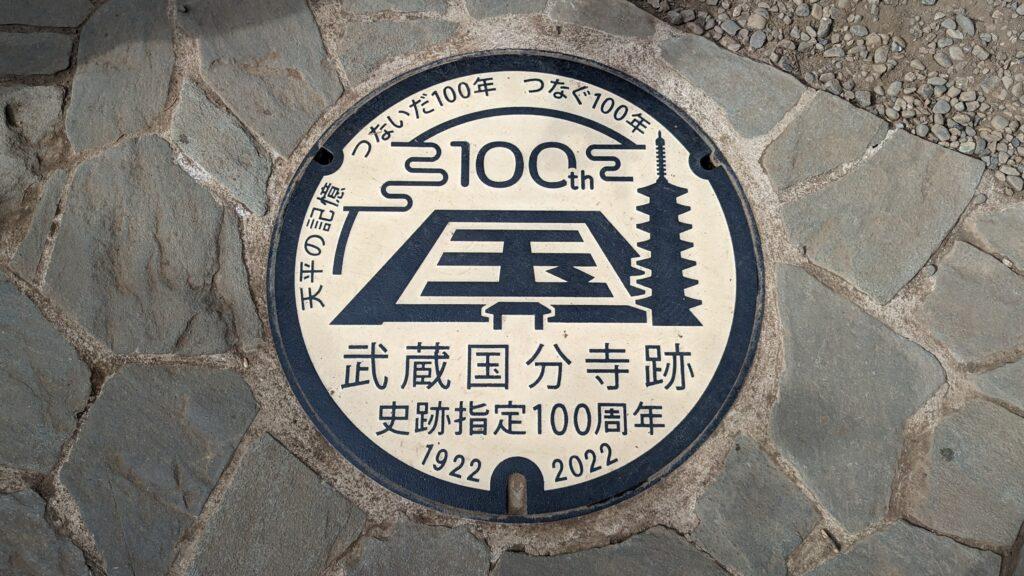 天平の記憶 つないだ100年 つなぐ100年
100th
国
武蔵国分寺跡
史跡指定100周年
1922 2022